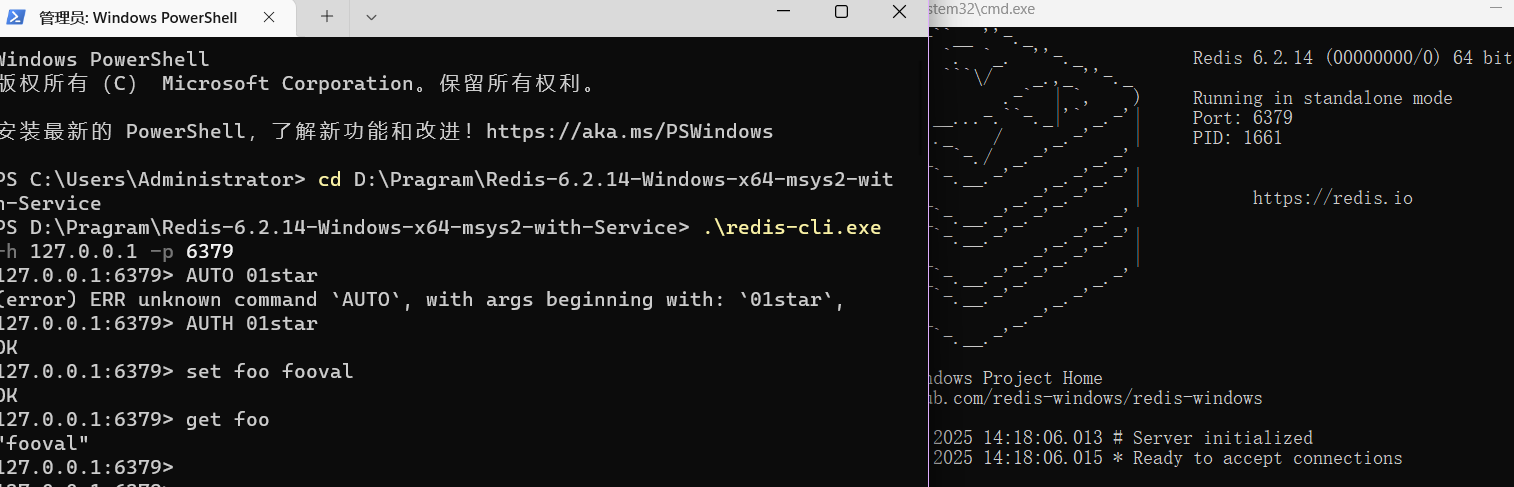 管理员: Windows PowerShell
Windows PowerShell
版权所有 (C) Microsoft Corporation。保留所有权利。
安装最新的 PowerShell,了解新功能和改进!https://aka.ms/PSWindows
PS C:\Users\Administrator> cd D:\Pragram\Redis-6.2.14-Windows-x64-msys2-wit
h-Service
PS D:\Pragram\Redis-6.2.14-Windows-x64-msys2-with-Service> .\redis-cli.exe
-h 127.0.0.1 -p 6379
127.0.0.1:6379> AUTO 01star
(error) ERR unknown command `AUTO`, with args beginning with: `01star`,
127.0.0.1:6379> AUTH 01star
OK
127.0.0.1:6379> set foo fooval
OK
127.0.0.1:6379> get foo
"fooval"
127.0.0.1:6379>
127.0.0.1:6379>
stem32\cmd.exe
Redis 6.2.14 (00000000/0) 64 bit
Running in standalone mode
Port: 6379
PID: 1661
https://redis.io
ndows Project Home
ub.com/redis-windows/redis-windows
2025 14:18:06.013 # Server initialized
2025 14:18:06.015 * Ready to accept connections